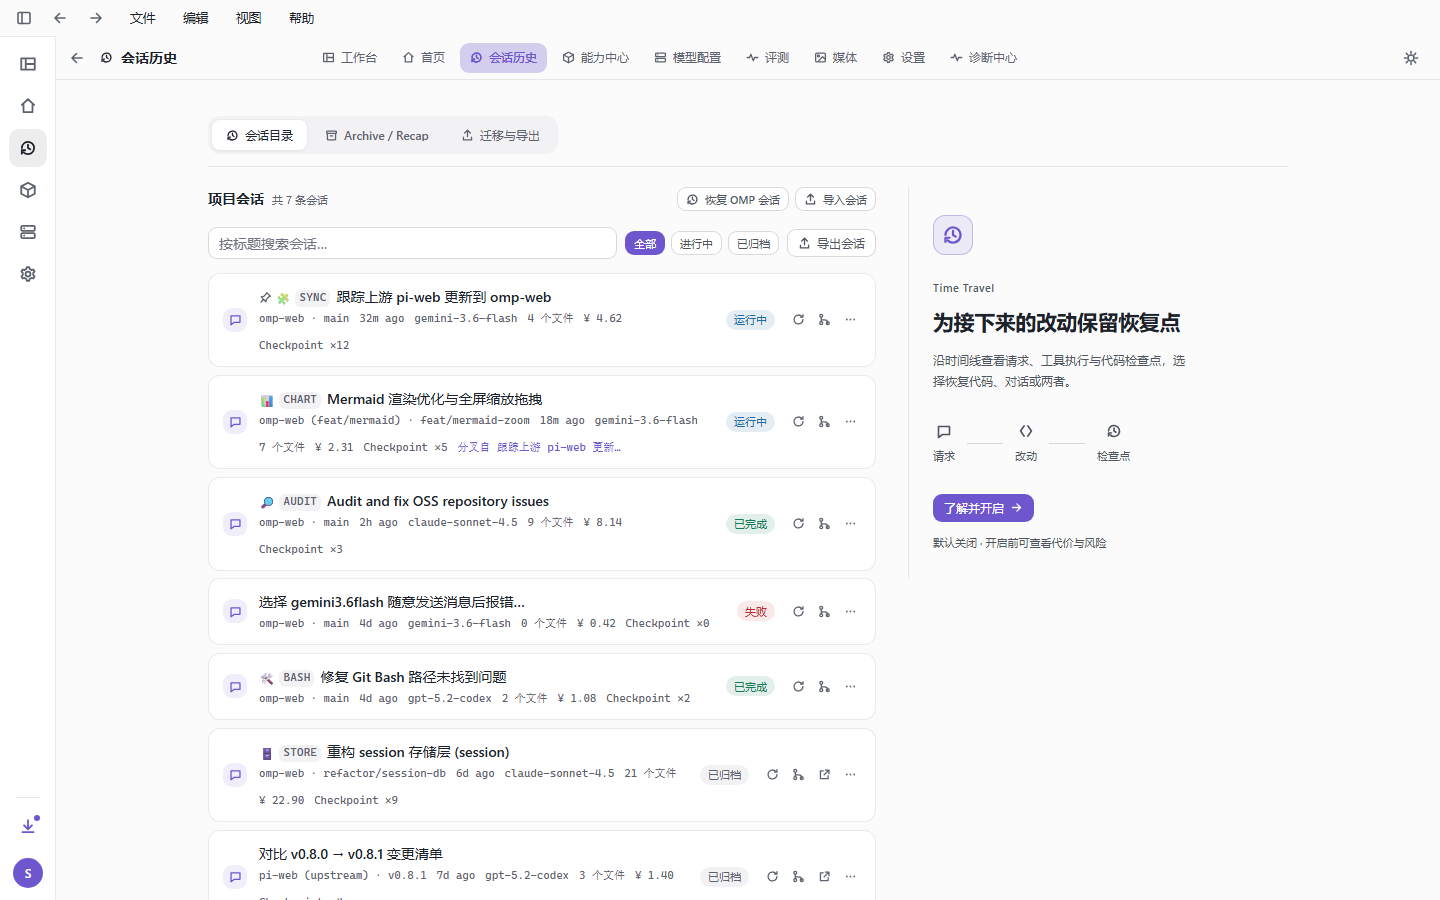 文件 编辑 视图 帮助
会话历史 工作台 首页 会话历史 能力中心 模型配置 评测 媒体 设置 诊断中心
会话目录 Archive / Recap 迁移与导出
项目会话 共 7 条会话 恢复 OMP 会话 导入会话
按标题搜索会话... 全部 进行中 已归档 导出会话
SYNC 跟踪上游 pi-web 更新到 omp-web
omp-web · main 32m ago gemini-3.6-flash 4 个文件 ¥ 4.62
Checkpoint ×12
运行中
CHART Mermaid 渲染优化与全屏缩放拖拽
omp-web (feat/mermaid) · feat/mermaid-zoom 18m ago gemini-3.6-flash
7 个文件 ¥ 2.31 Checkpoint ×5 分叉自 跟踪上游 pi-web 更新…
运行中
AUDIT Audit and fix OSS repository issues
omp-web · main 2h ago claude-sonnet-4.5 9 个文件 ¥ 8.14
Checkpoint ×3
已完成
选择 gemini3.6flash 随意发送消息后报错...
omp-web · main 4d ago gemini-3.6-flash 0 个文件 ¥ 0.42 Checkpoint ×0
失败
BASH 修复 Git Bash 路径未找到问题
omp-web · main 4d ago gpt-5.2-codex 2 个文件 ¥ 1.08 Checkpoint ×2
已完成
STORE 重构 session 存储层 (session)
omp-web · refactor/session-db 6d ago claude-sonnet-4.5 21 个文件
¥ 22.90 Checkpoint ×9
已归档
对比 v0.8.0 → v0.8.1 变更清单
pi-web (upstream) · v0.8.1 7d ago gpt-5.2-codex 3 个文件 ¥ 1.40
已归档
Time Travel
为接下来的改动保留恢复点
沿时间线查看请求、工具执行与代码检查点，选
择恢复代码、对话或两者。
请求 改动 检查点
了解并开启 →
默认关闭 · 开启前可查看代价与风险
S